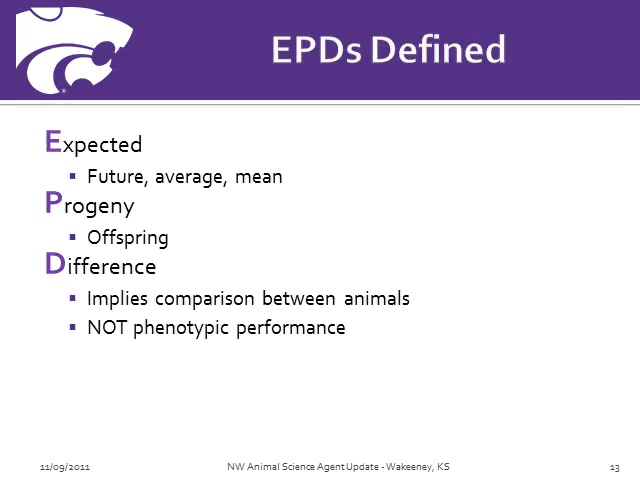 EPDs Defined
Expected
▪ Future, average, mean
Progeny
▪ Offspring
Difference
▪ Implies comparison between animals
▪ NOT phenotypic performance
11/09/2011 NW Animal Science Agent Update - Wakeeney, KS 13